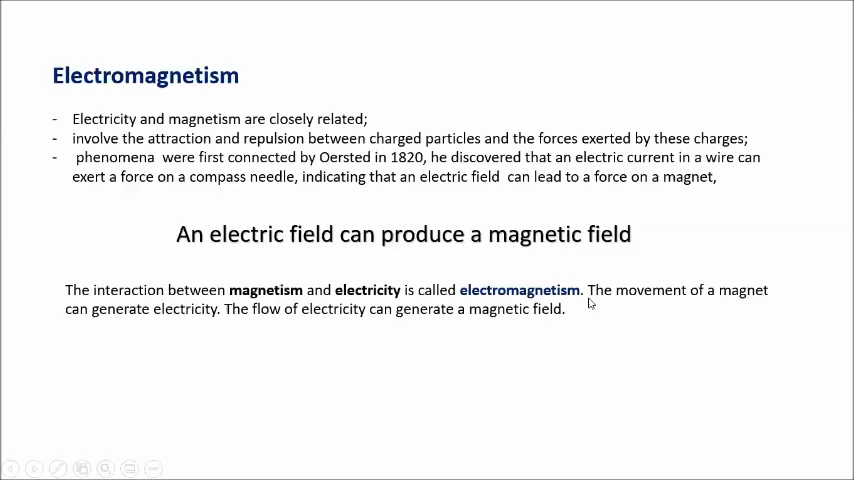 Electromagnetism
- Electricity and magnetism are closely related;
- involve the attraction and repulsion between charged particles and the forces exerted by these charges;
- phenomena were first connected by Oersted in 1820, he discovered that an electric current in a wire can
exert a force on a compass needle, indicating that an electric field can lead to a force on a magnet,
An electric field can produce a magnetic field
The interaction between magnetism and electricity is called electromagnetism. The movement of a magnet
can generate electricity. The flow of electricity can generate a magnetic field.